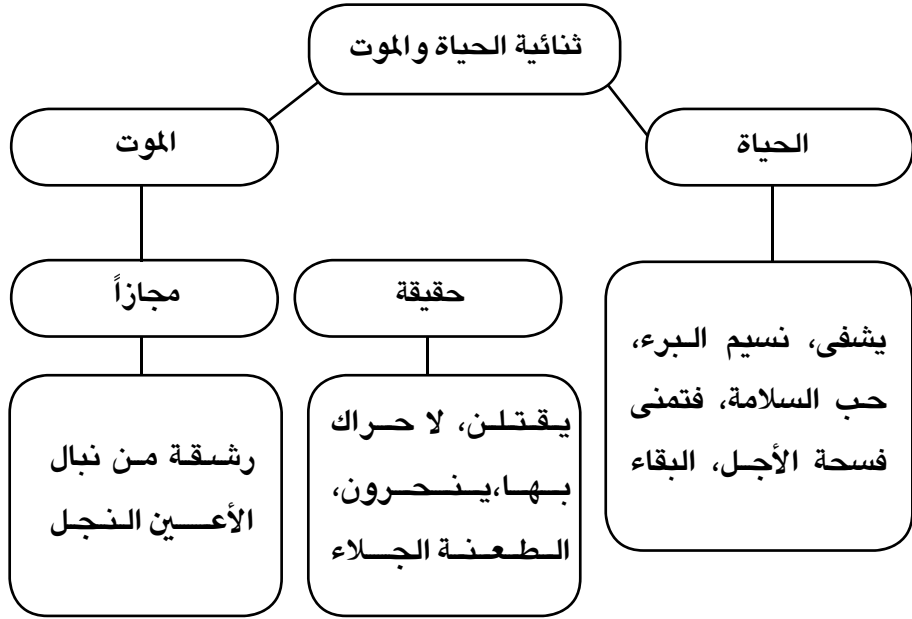 ثنائية الحياة والموت
الحياة
الموت
حقيقة
مجازاً
يشفى، نسيم البرء،
حب السلامة، فتمنى
فسحة الأجل، البقاء
يقتلن، لا حراك
بها،ينحرون،
الطعنة الجلاء
رشقة من نبال
الأعين النجل